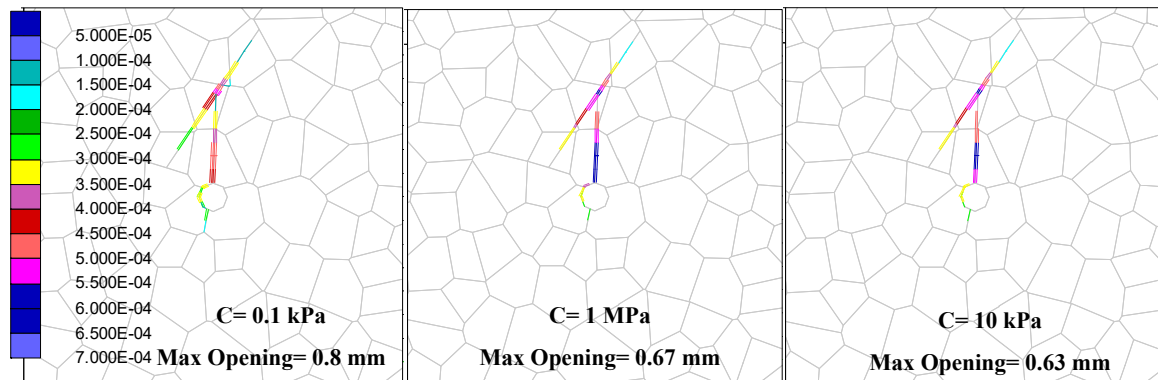 5.000E-05
1.000E-04
1.500E-04
2.000E-04
2.500E-04
3.000E-04
3.500E-04
4.000E-04
4.500E-04
5.000E-04
5.500E-04
6.000E-04
6.500E-04
7.000E-04
C= 0.1 kPa
Max Opening= 0.8 mm
C= 1 MPa
Max Opening= 0.67 mm
C= 10 kPa
Max Opening= 0.63 mm